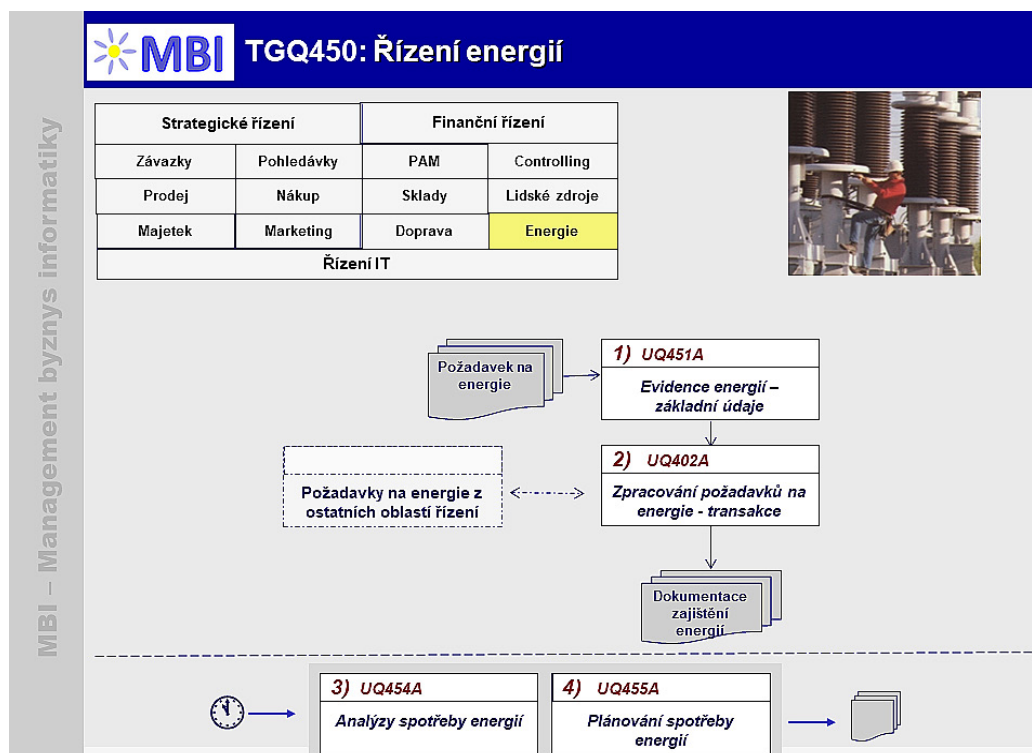 MBI – Management byznys informatiky
MBI
TGQ450: Řízení energií
Strategické řízení
Finanční řízení
Závazky
Pohledávky
PAM
Controlling
Prodej
Nákup
Sklady
Lidské zdroje
Majetek
Marketing
Doprava
Energie
Řízení IT
Požadavek na
energie
1) UQ451A
Evidence energií –
základní údaje
2) UQ402A
Zpracování požadavků na
energie - transakce
Požadavky na energie z
ostatních oblastí řízení
Dokumentace
zajištění
energií
3) UQ454A
Analýzy spotřeby energií
4) UQ455A
Plánování spotřeby
energií